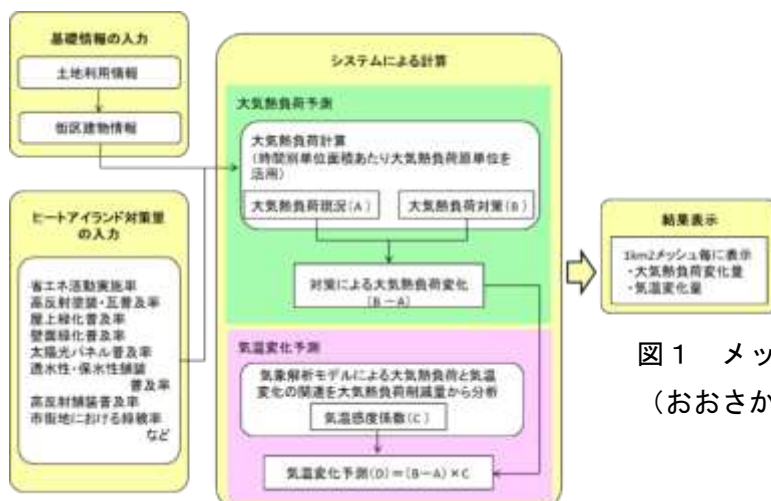 基礎情報の入力
土地利用情報
街区建物情報
ヒートアイランド対策量
の入力
省エネ活動実施率
高反射塗装・瓦普及率
屋上緑化普及率
壁面緑化普及率
太陽光パネル普及率
透水性・保水性舗装
普及率
高反射舗装普及率
市街地における緑被率
など
システムによる計算
大気熱負荷予測
大気熱負荷計算
(時間別単位面積あたり大気熱負荷原単位を
活用)
大気熱負荷現況(A)
大気熱負荷対策(B)
対策による大気熱負荷変化
(B－A)
気温変化予測
気象解析モデルによる大気熱負荷と気温
変化の関連を大気熱負荷削減量から分析
気温感度係数(C)
気温変化予測(D)＝(B－A)×C
結果表示
1km2メッシュ毎に表示
・大気熱負荷変化量
・気温変化量
図１　メッ
（おおさか